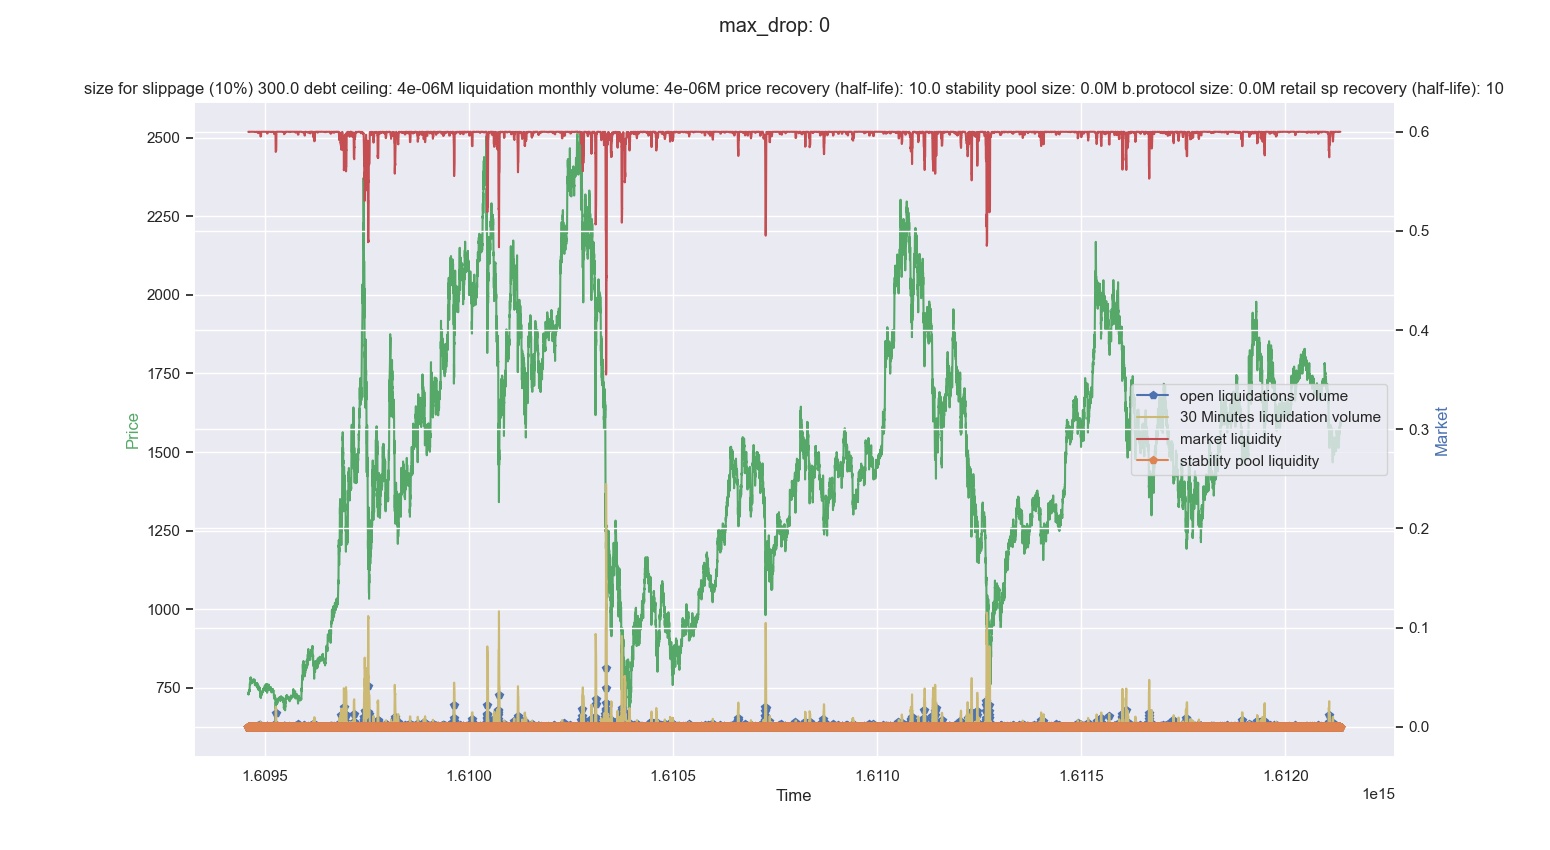 max_drop: 0
size for slippage (10%) 300.0 debt ceiling: 4e-06M liquidation monthly volume: 4e-06M price recovery (half-life): 10.0 stability pool size: 0.0M b.protocol size: 0.0M retail sp recovery (half-life): 10
2500
2250
2000
1750
1500
1250
1000
750
Price
0.6
0.5
0.4
0.3
0.2
0.1
0.0
Market
open liquidations volume
30 Minutes liquidation volume
market liquidity
stability pool liquidity
1.6095 1.6100 1.6105 1.6110 1.6115 1.6120
Time
1e15